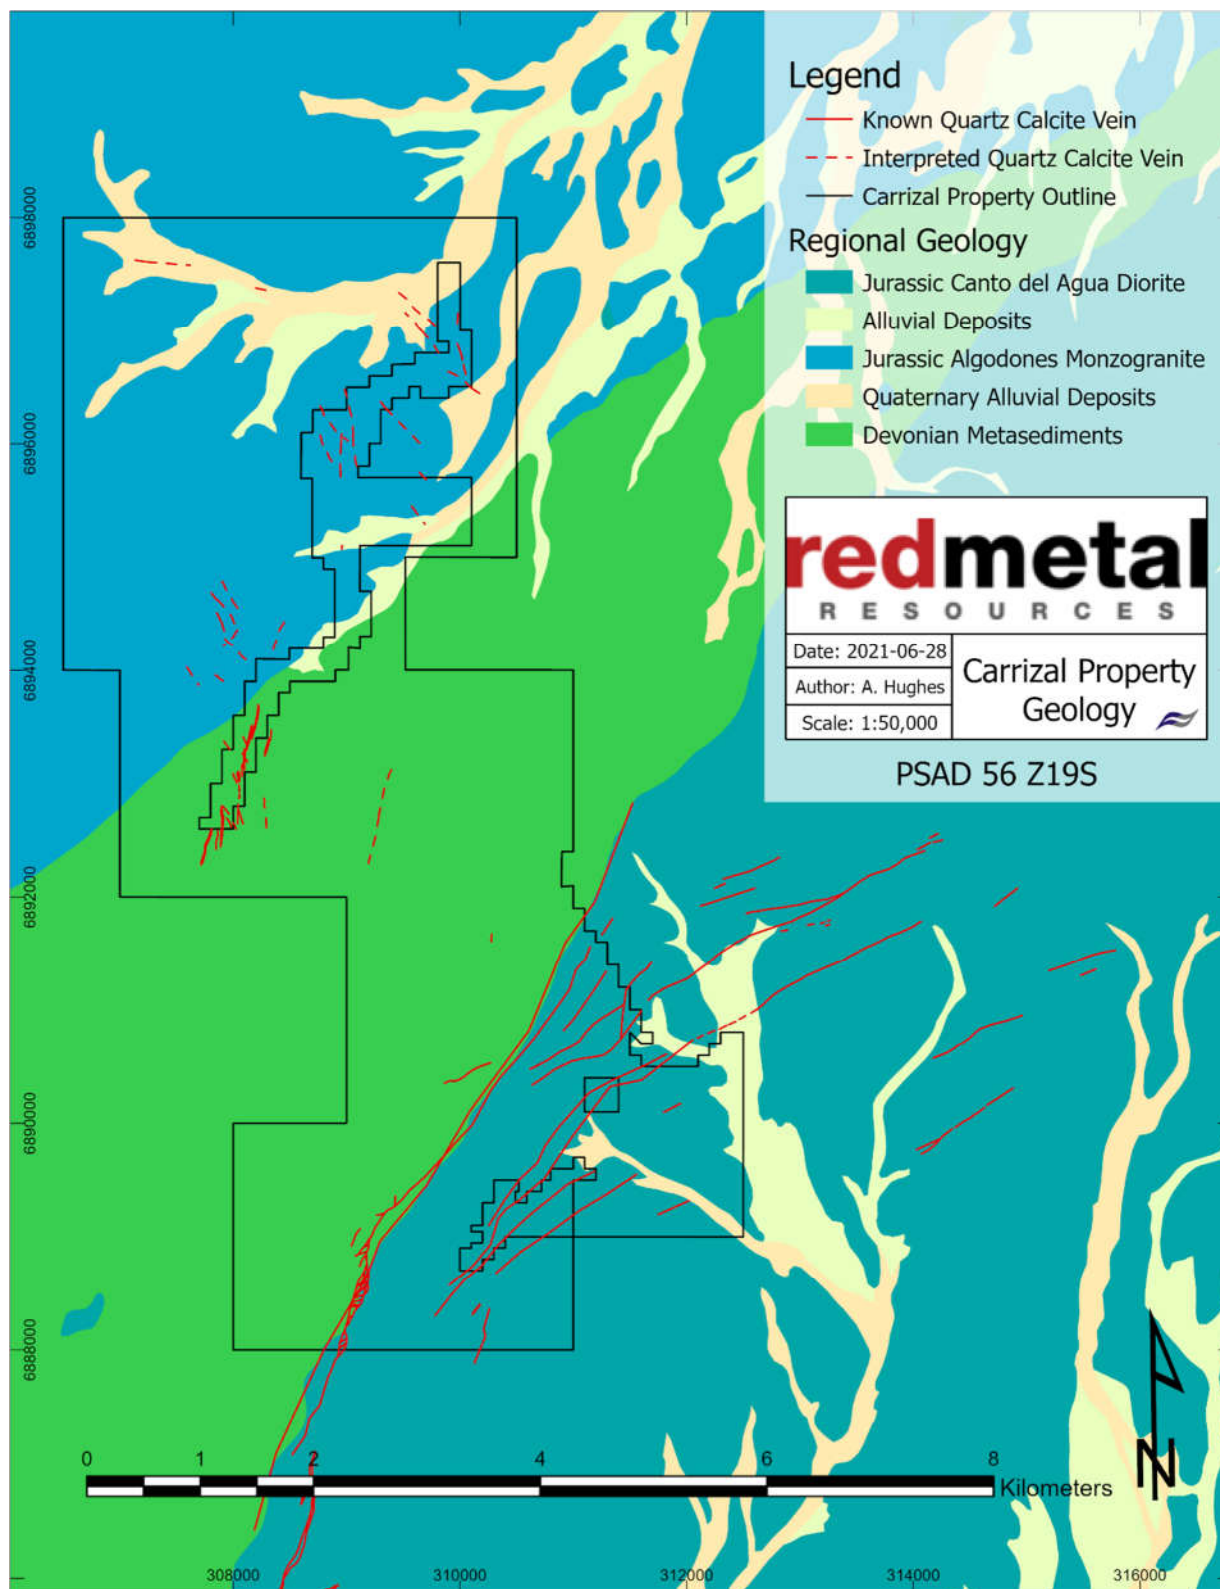 Legend
Known Quartz Calcite Vein
Interpreted Quartz Calcite Vein
Carrizal Property Outline
Regional Geology
Jurassic Canto del Agua Diorite
Alluvial Deposits
Jurassic Algodones Monzogranite
Quaternary Alluvial Deposits
Devonian Metasediments
redmetal
RESOURCES
Date: 2021-06-28
Author: A. Hughes
Scale: 1:50,000
Carrizal Property
Geology
PSAD 56 Z19S
6898000
6896000
6894000
6892000
6890000
6888000
0 1 2 4 6 8
Kilometers
N
308000 310000 312000 314000 316000